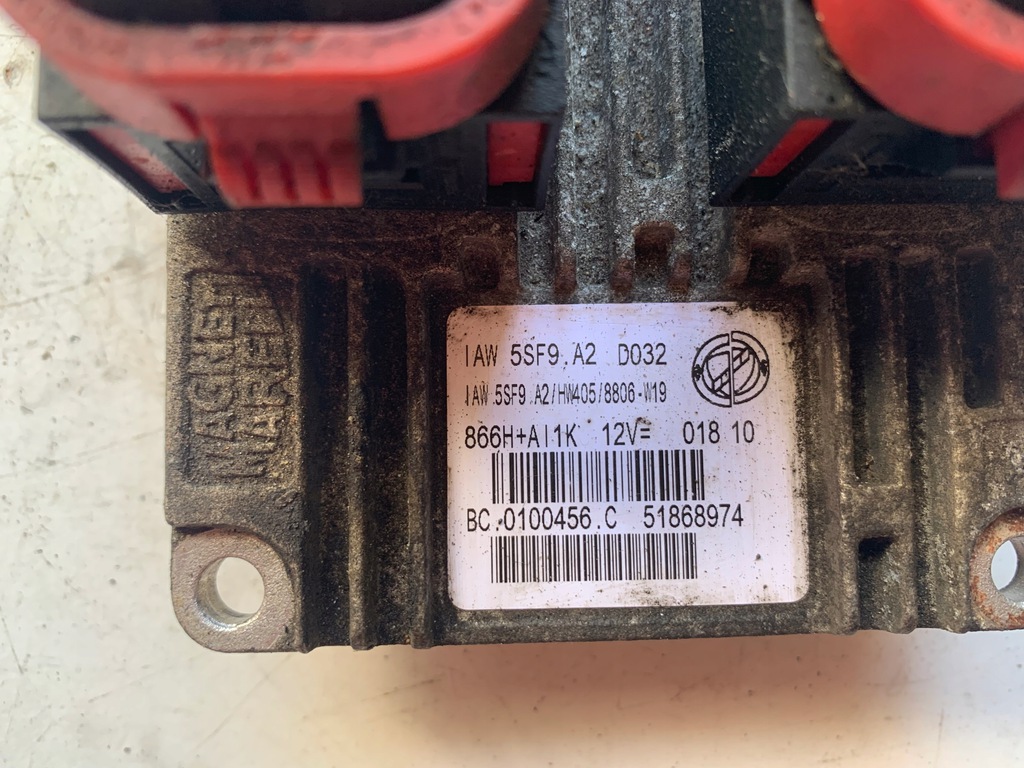 MAGNETI
MARELLI
IAW 5SF9.A2 D032
IAW 5SF9.A2/HW405/8806-W19
866H+AI1K 12V= 018 10
BC.0100456.C 51868974